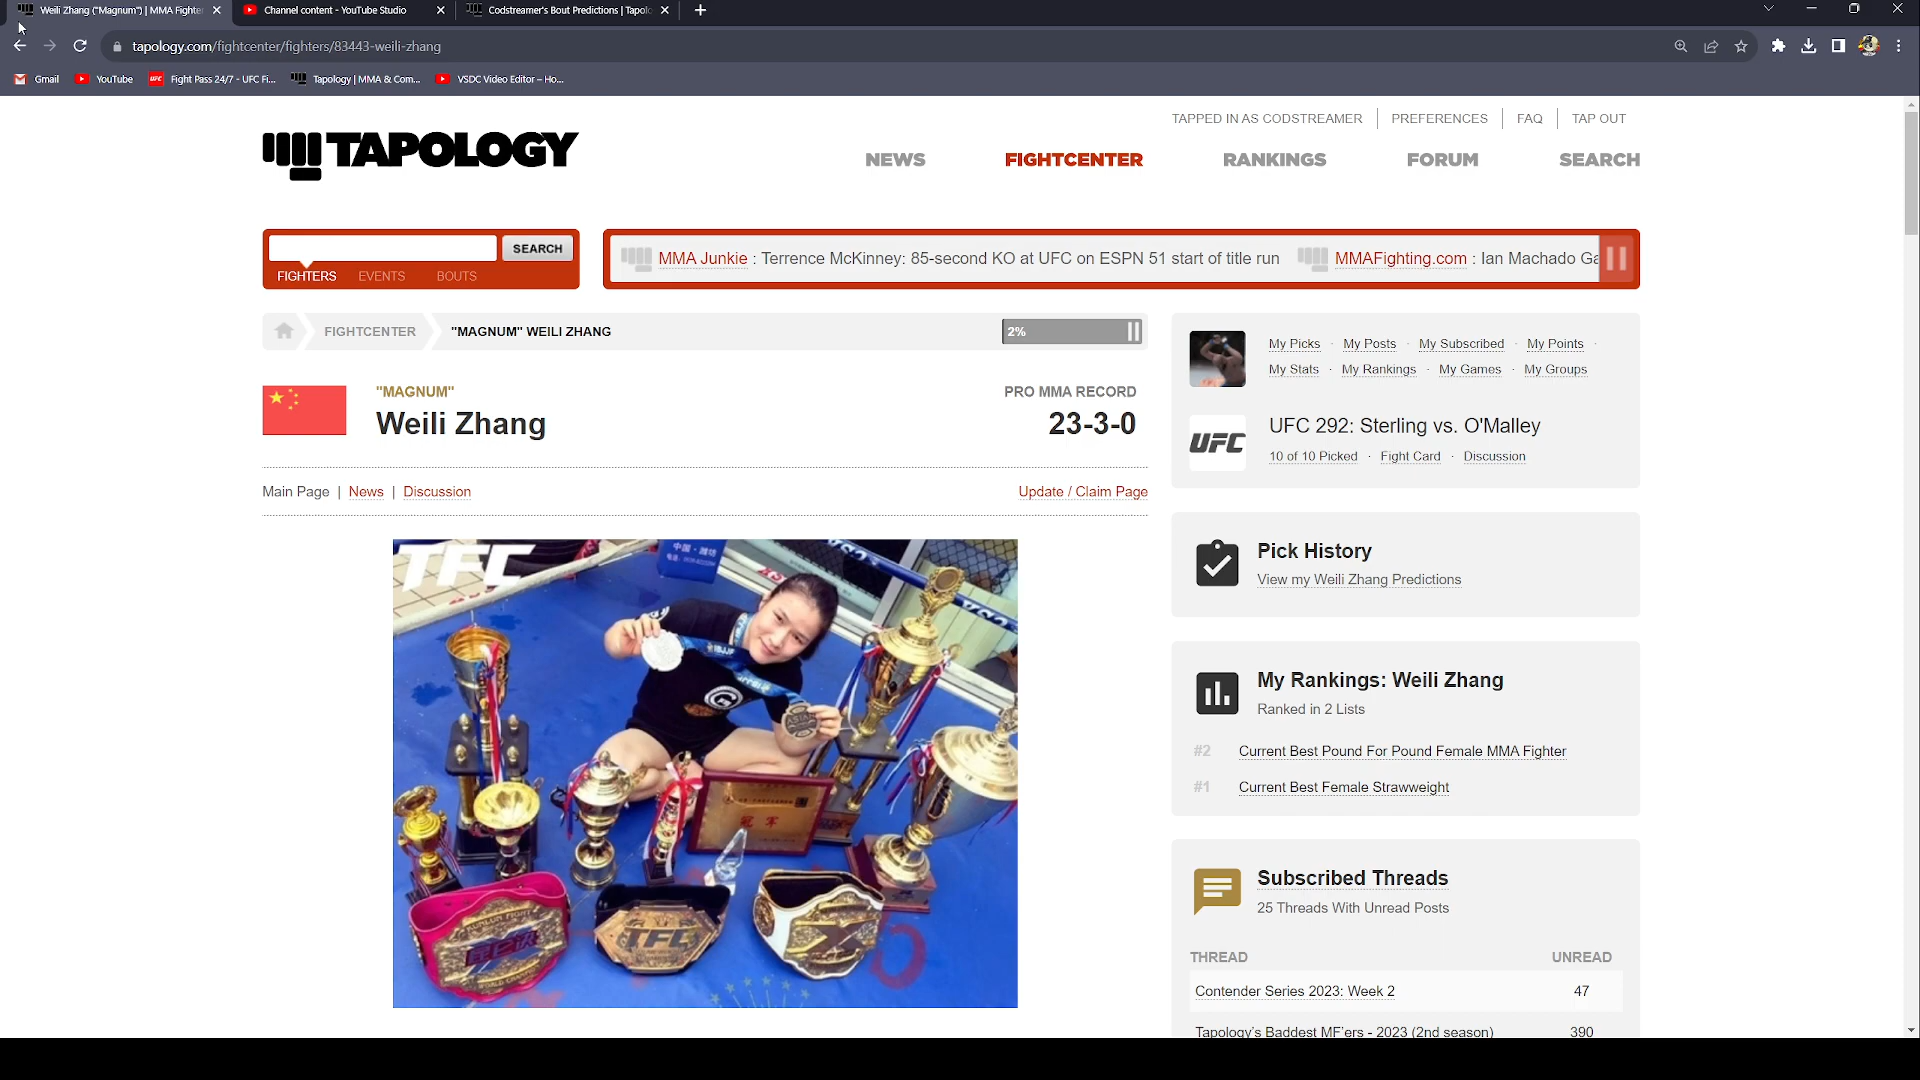 Weili Zhang ("Magnum") | MMA Fighter
Channel content - YouTube Studio
Codstreamer's Bout Predictions | Tapolo
tapology.com/fightcenter/fighters/83443-weili-zhang
Gmail
YouTube
Fight Pass 24/7 - UFC Fi...
Tapology | MMA & Com...
VSDC Video Editor – Ho...
TAPPED IN AS CODSTREAMER
PREFERENCES
FAQ
TAP OUT
TAPOLOGY
NEWS
FIGHTCENTER
RANKINGS
FORUM
SEARCH
SEARCH
FIGHTERS
EVENTS
BOUTS
MMA Junkie : Terrence McKinney: 85-second KO at UFC on ESPN 51 start of title run
MMAFighting.com : Ian Machado Ga
FIGHTCENTER
"MAGNUM" WEILI ZHANG
2%
"MAGNUM"
Weili Zhang
PRO MMA RECORD
23-3-0
Main Page | News | Discussion
Update / Claim Page
TFC
中国·潍坊
冠军
TFC
My Picks · My Posts · My Subscribed · My Points ·
My Stats · My Rankings · My Games · My Groups
UFC
UFC 292: Sterling vs. O'Malley
10 of 10 Picked · Fight Card · Discussion
Pick History
View my Weili Zhang Predictions
My Rankings: Weili Zhang
Ranked in 2 Lists
#2 Current Best Pound For Pound Female MMA Fighter
#1 Current Best Female Strawweight
Subscribed Threads
25 Threads With Unread Posts
THREAD UNREAD
Contender Series 2023: Week 2 47
Tapology's Baddest MF'ers - 2023 (2nd season) 390